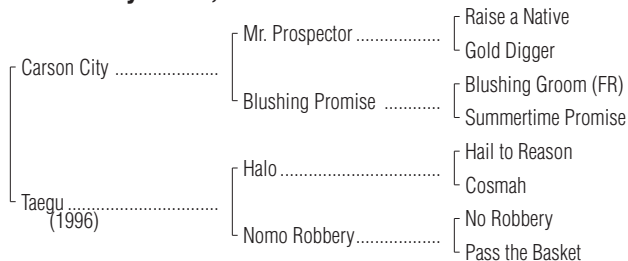 Raise a Native
Mr. Prospector ..................
Gold Digger
Carson City ......................
Blushing Groom (FR)
Blushing Promise ............
Summertime Promise
Hail to Reason
Halo ..................................
Cosmah
Taegu ................................
(1996)
No Robbery
Nomo Robbery ..................
Pass the Basket